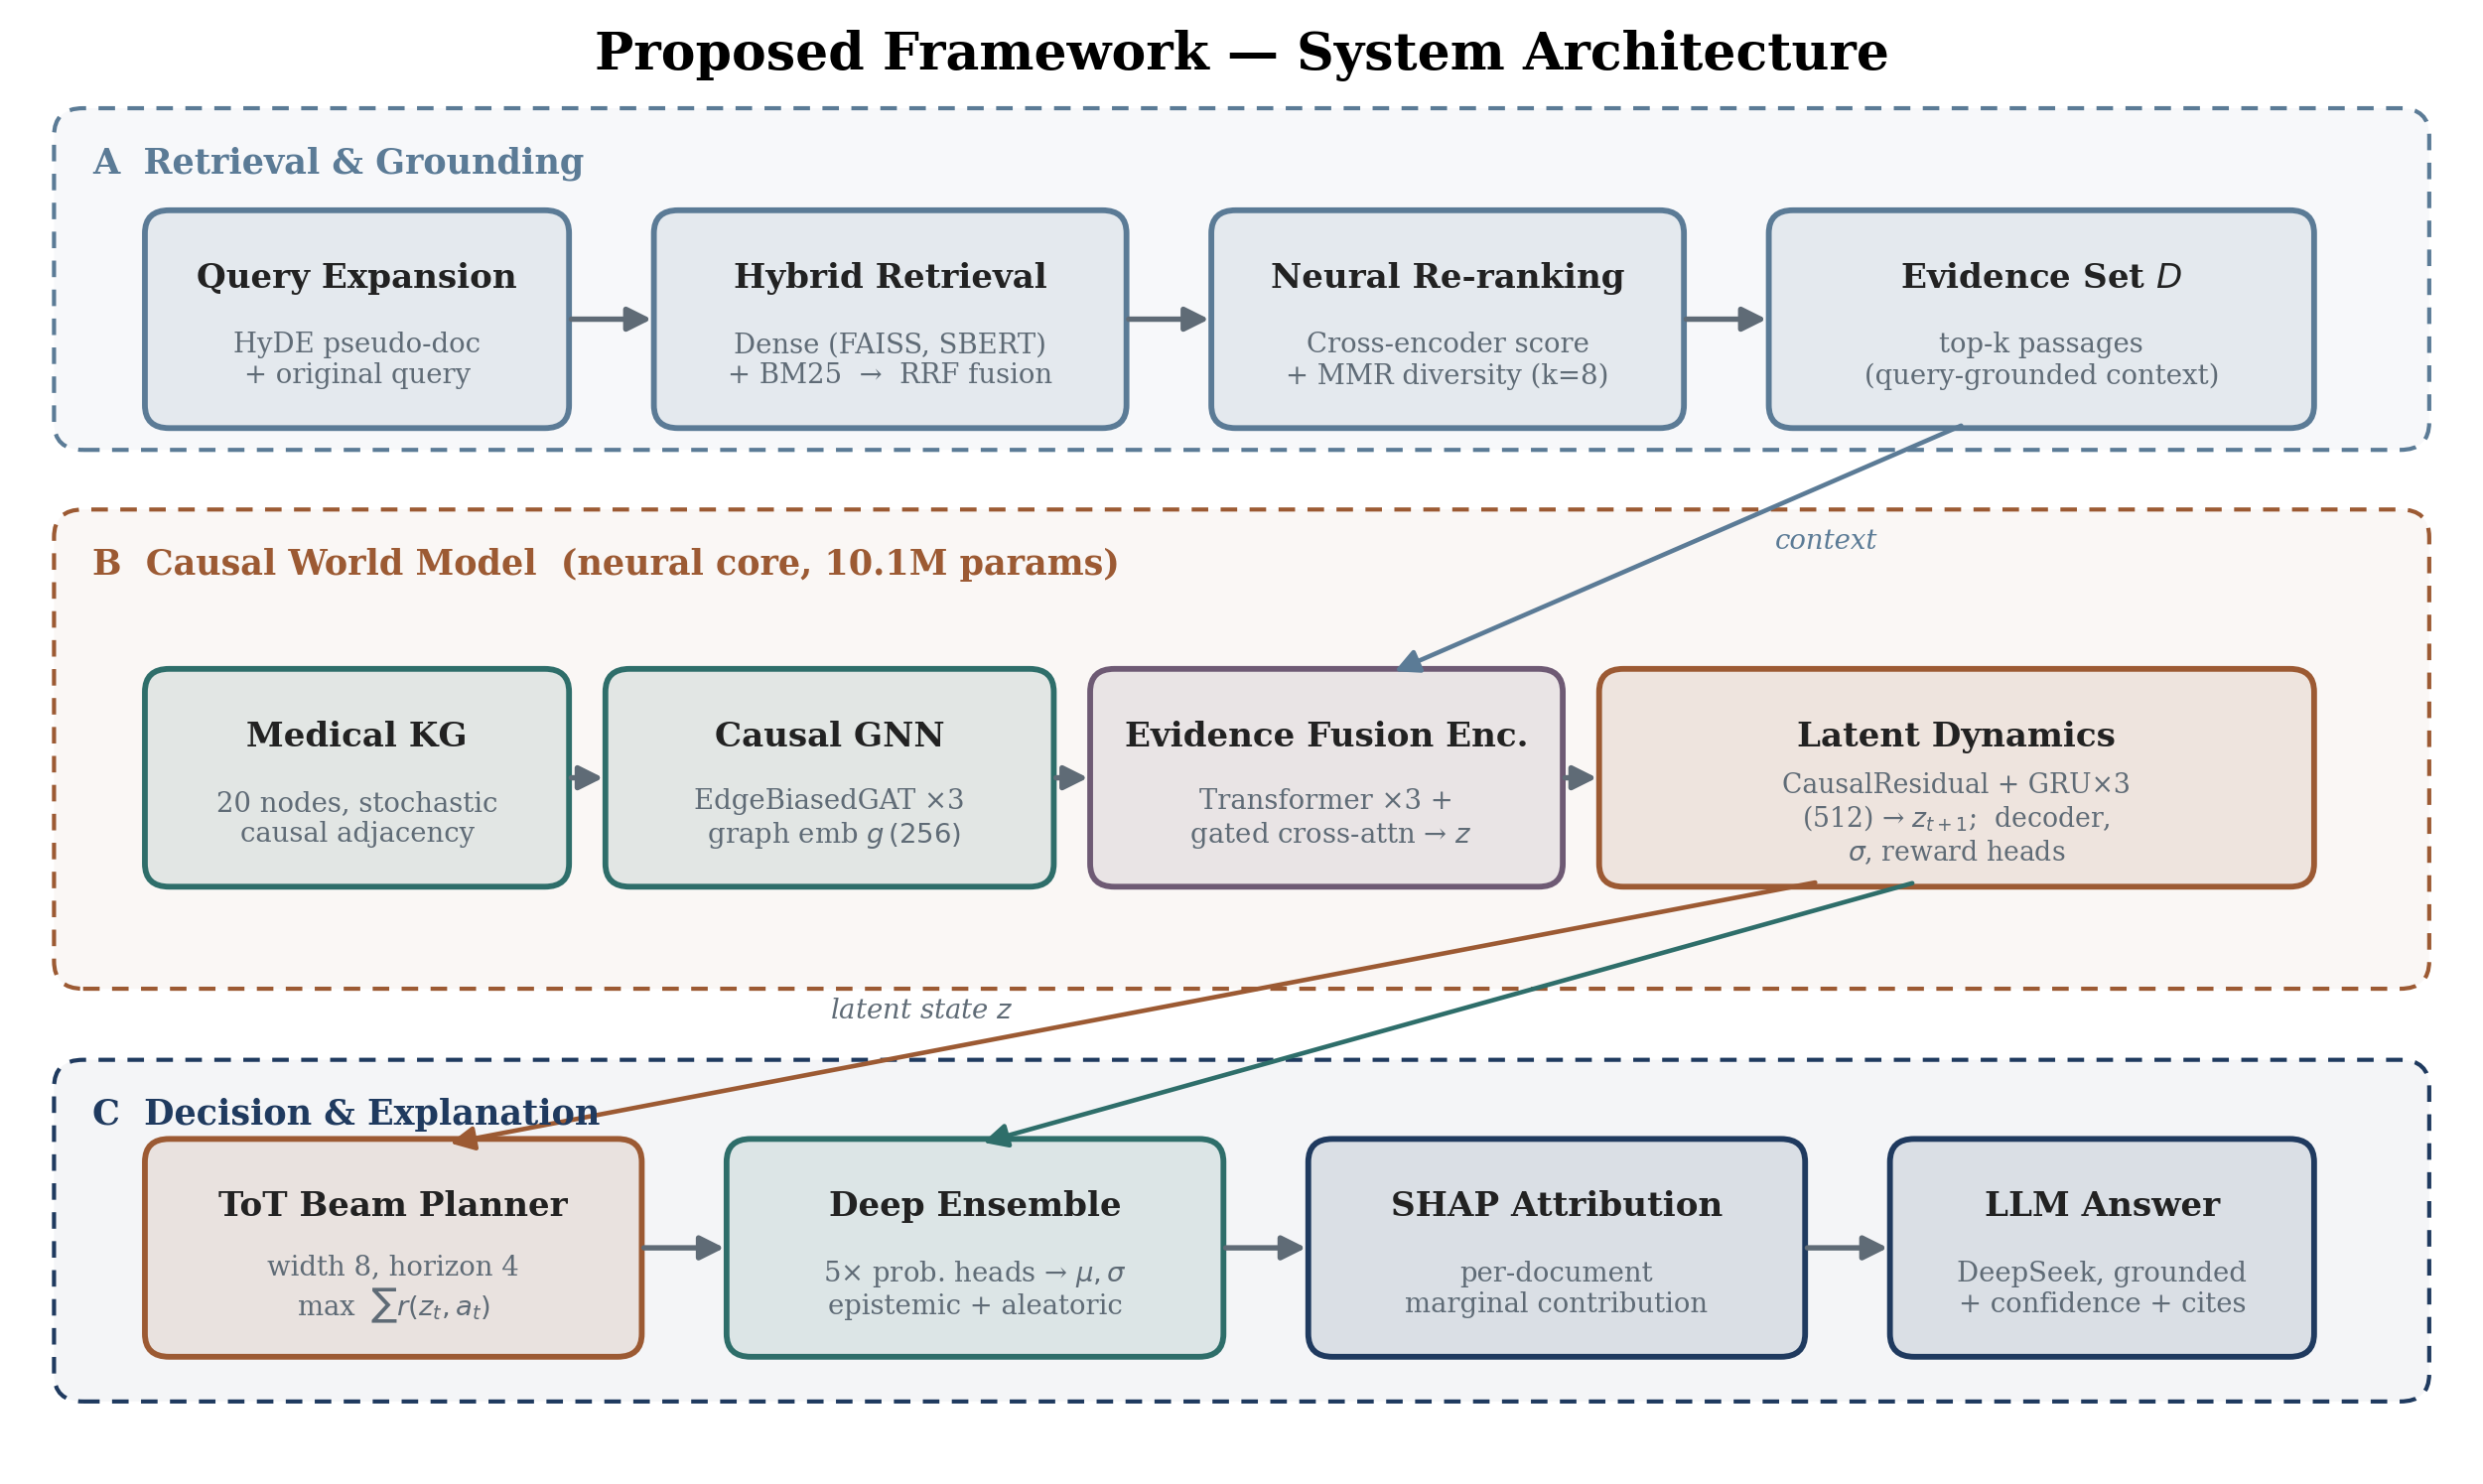 Proposed Framework — System Architecture
A Retrieval & Grounding
Query Expansion
HyDE pseudo-doc
+ original query
Hybrid Retrieval
Dense (FAISS, SBERT)
+ BM25 → RRF fusion
Neural Re-ranking
Cross-encoder score
+ MMR diversity (k=8)
Evidence Set D
top-k passages
(query-grounded context)
context
B Causal World Model (neural core, 10.1M params)
Medical KG
20 nodes, stochastic
causal adjacency
Causal GNN
EdgeBiasedGAT ×3
graph emb g (256)
Evidence Fusion Enc.
Transformer ×3 +
gated cross-attn → z
Latent Dynamics
CausalResidual + GRU×3
(512) → z_{t+1}; decoder,
σ, reward heads
latent state z
C Decision & Explanation
ToT Beam Planner
width 8, horizon 4
max ∑ r(z_t, a_t)
Deep Ensemble
5× prob. heads → μ, σ
epistemic + aleatoric
SHAP Attribution
per-document
marginal contribution
LLM Answer
DeepSeek, grounded
+ confidence + cites